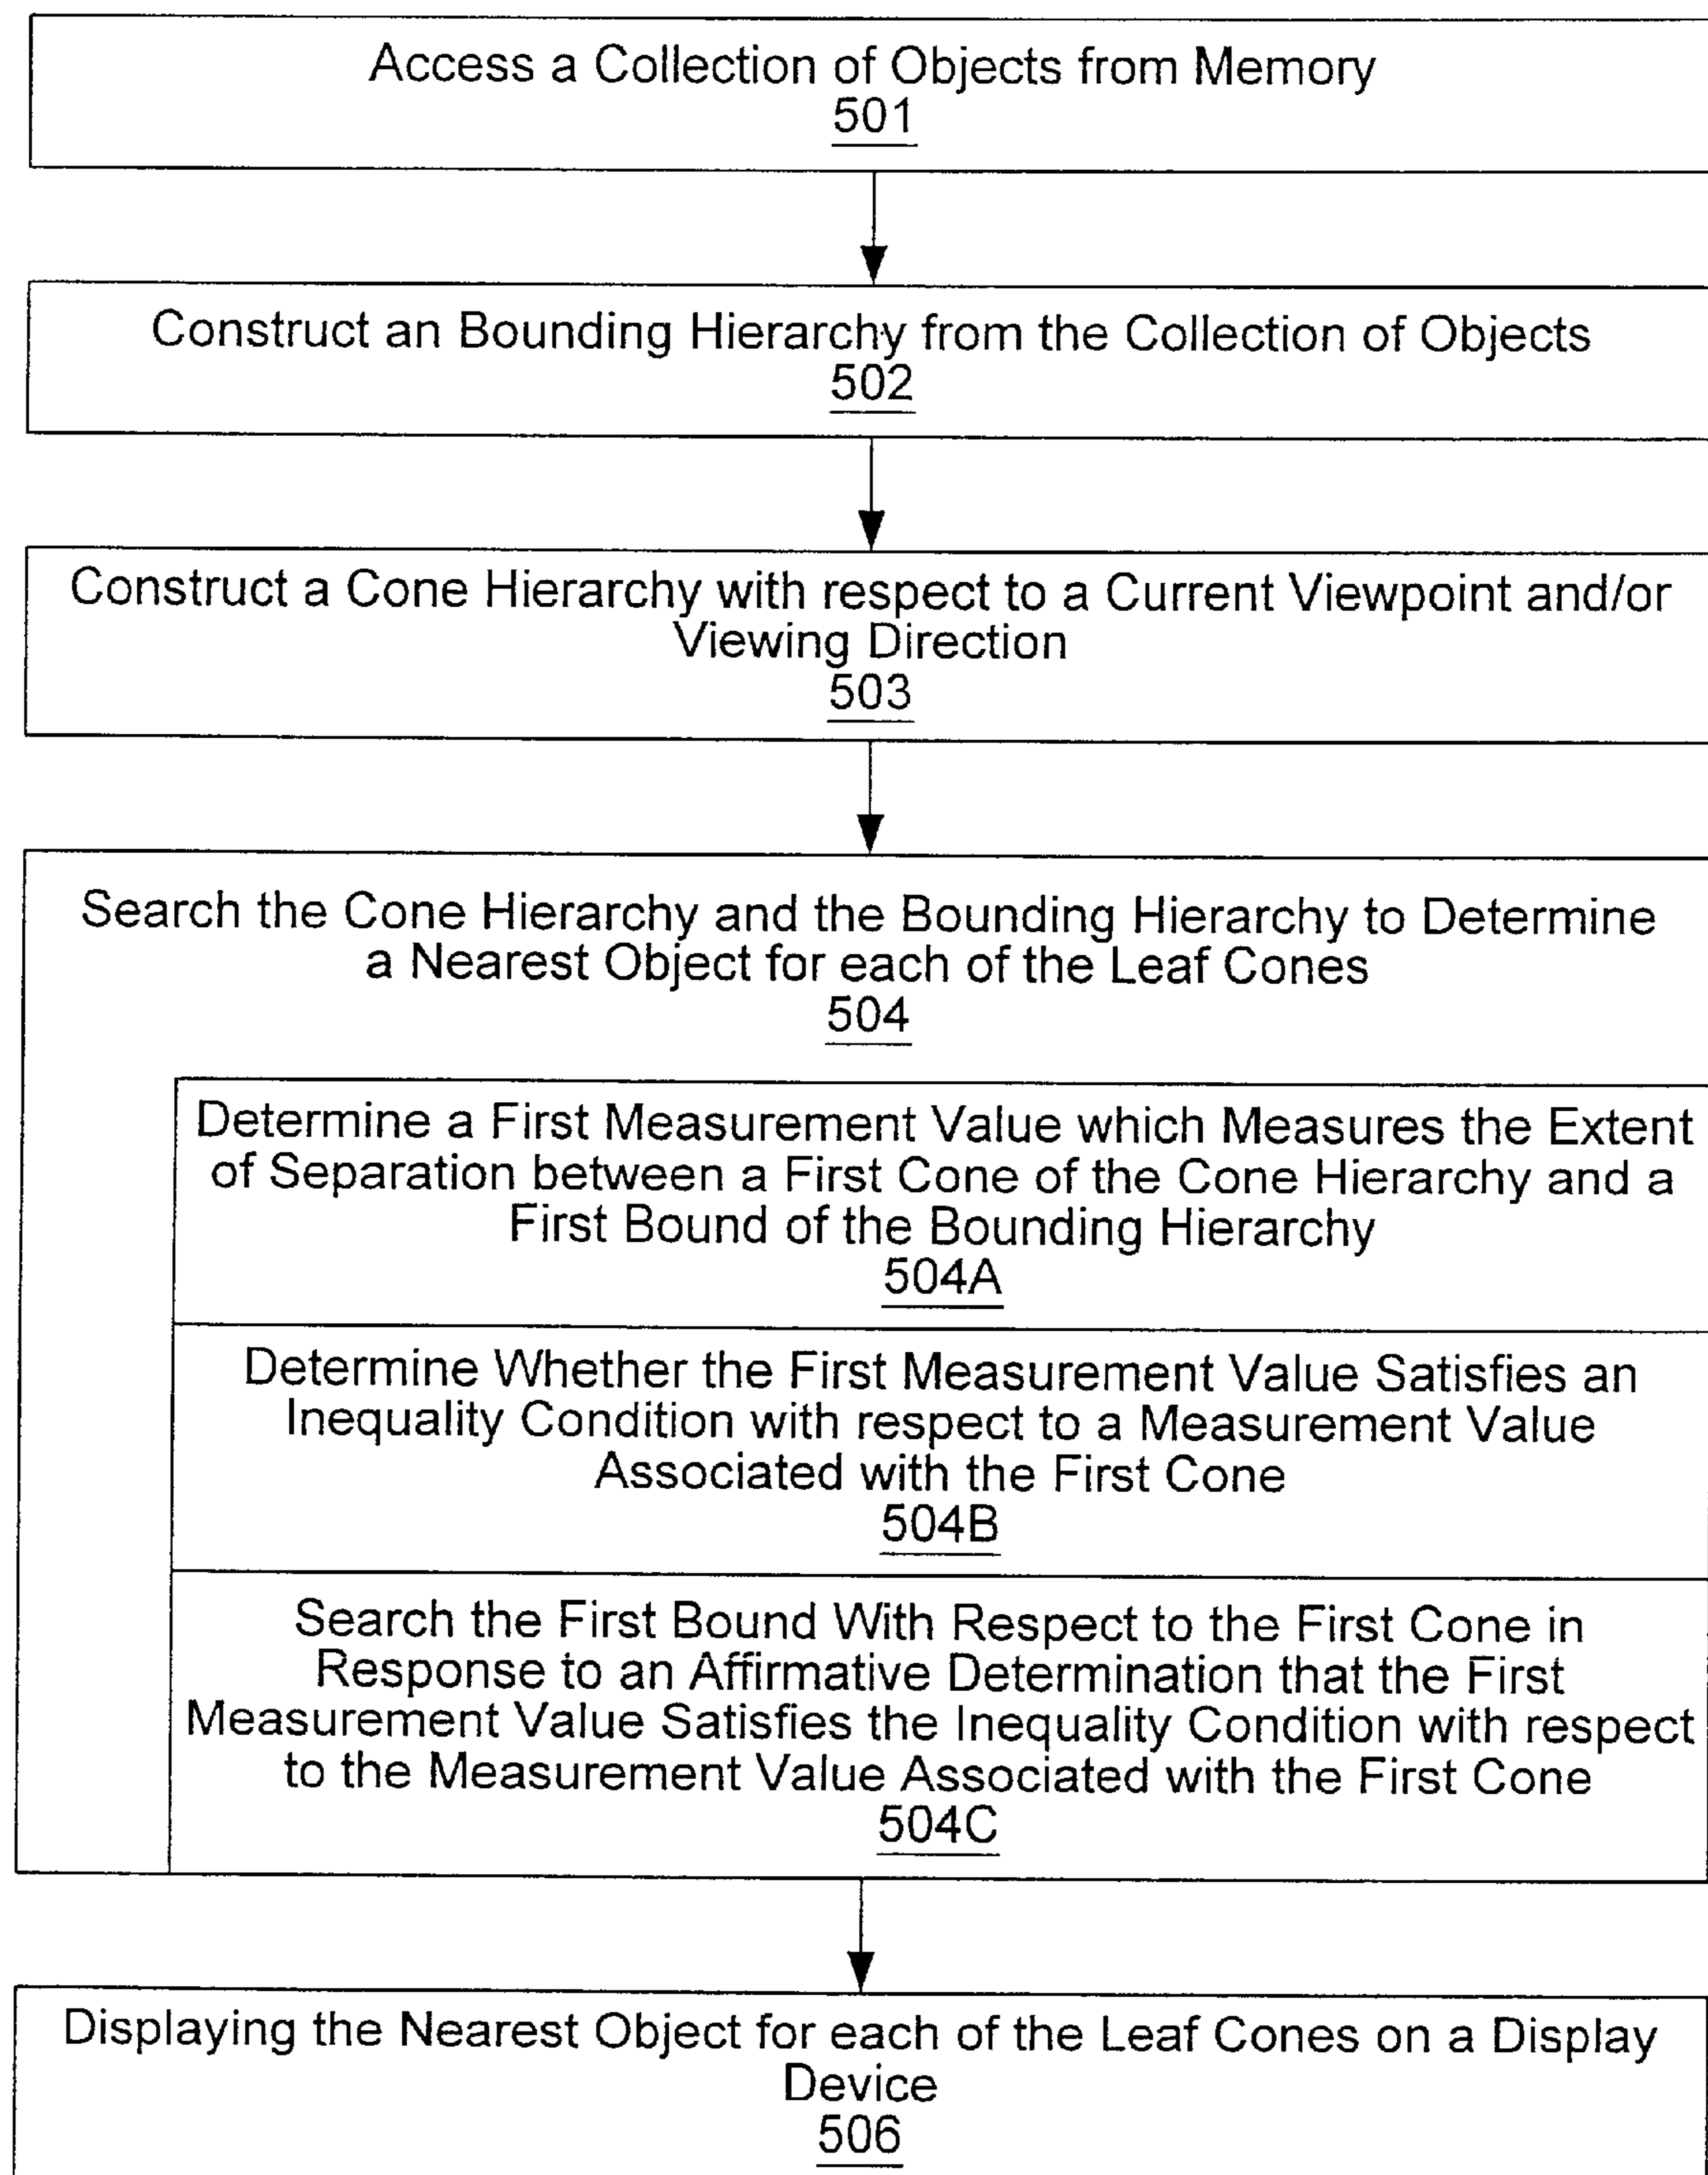 Access a Collection of Objects from Memory
501
Construct an Bounding Hierarchy from the Collection of Objects
502
Construct a Cone Hierarchy with respect to a Current Viewpoint and/or
Viewing Direction
503
Search the Cone Hierarchy and the Bounding Hierarchy to Determine
a Nearest Object for each of the Leaf Cones
504
Determine a First Measurement Value which Measures the Extent
of Separation between a First Cone of the Cone Hierarchy and a
First Bound of the Bounding Hierarchy
504A
Determine Whether the First Measurement Value Satisfies an
Inequality Condition with respect to a Measurement Value
Associated with the First Cone
504B
Search the First Bound With Respect to the First Cone in
Response to an Affirmative Determination that the First
Measurement Value Satisfies the Inequality Condition with respect
to the Measurement Value Associated with the First Cone
504C
Displaying the Nearest Object for each of the Leaf Cones on a Display
Device
506